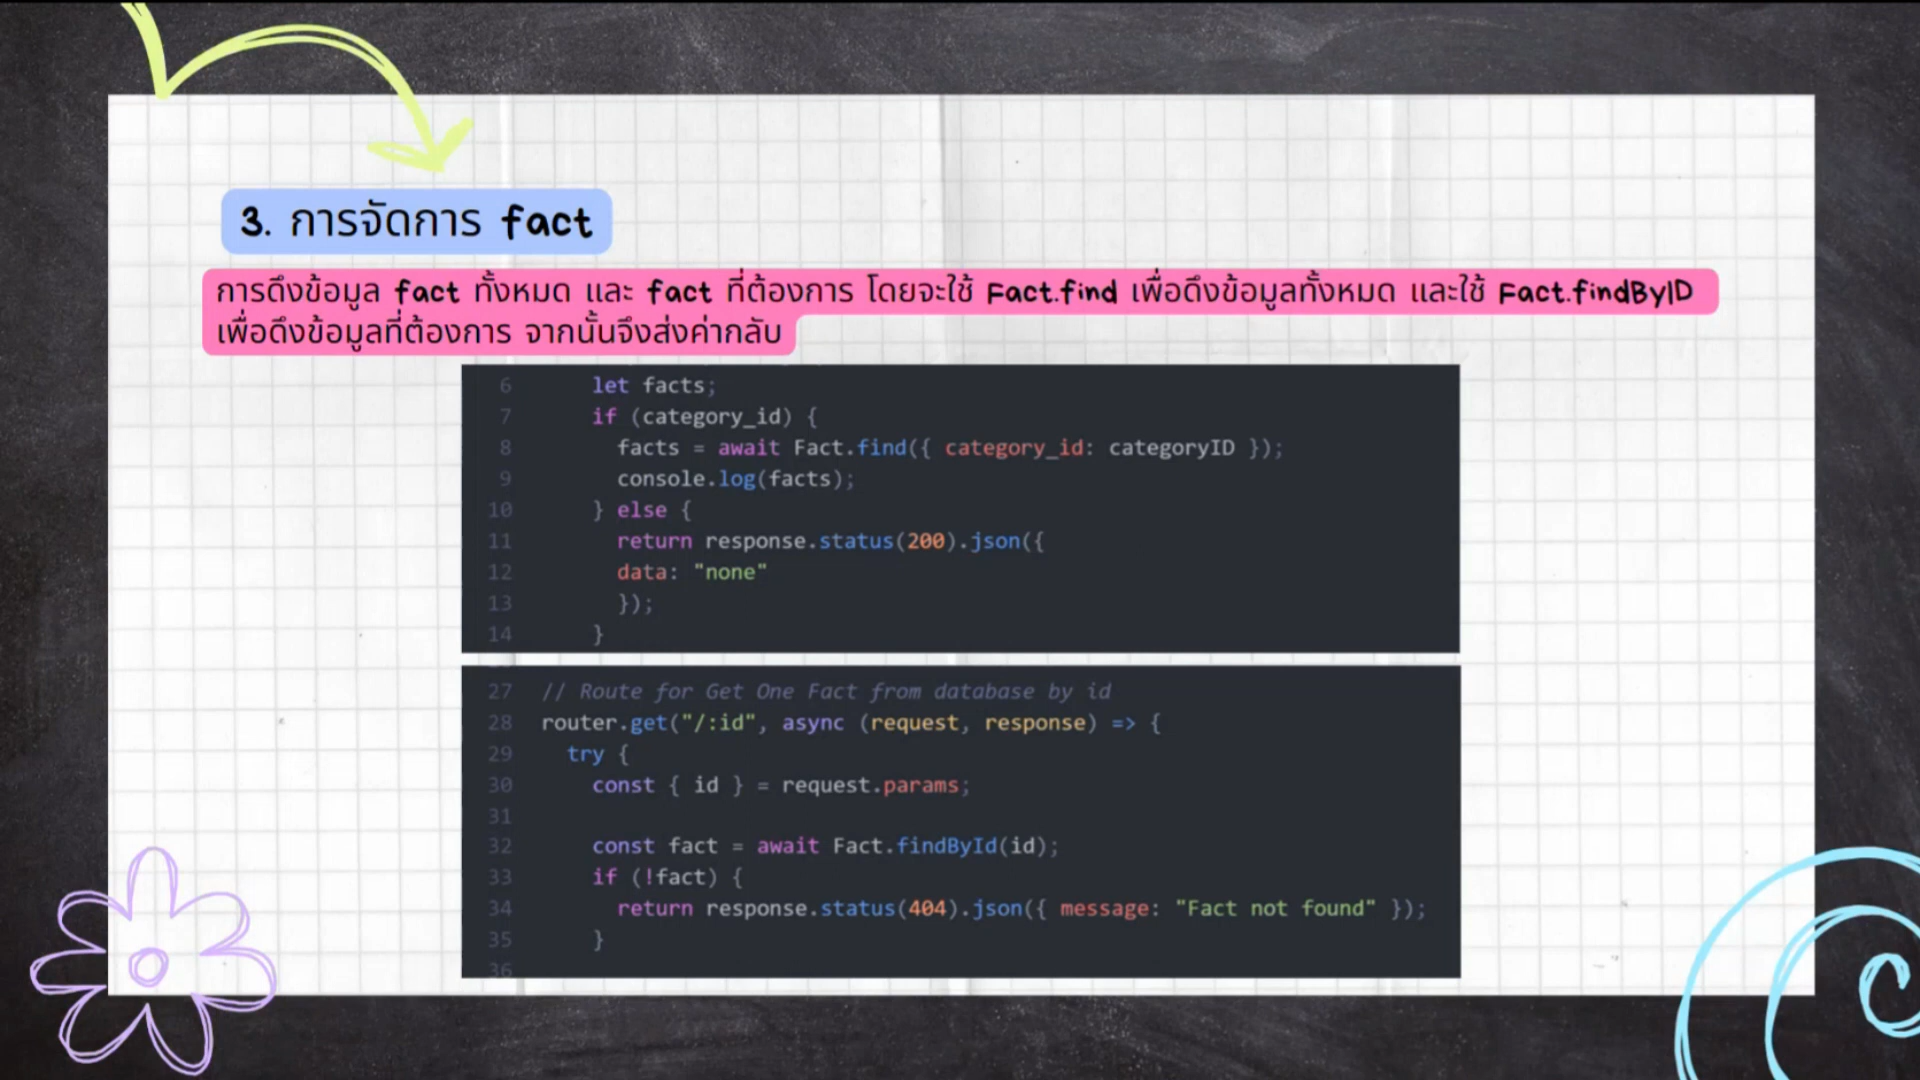 3. การจัดการ fact
การดึงข้อมูล fact ทั้งหมด และ fact ที่ต้องการ โดยจะใช้ Fact.find เพื่อดึงข้อมูลทั้งหมด และใช้ Fact.findByID
เพื่อดึงข้อมูลที่ต้องการ จากนั้นจึงส่งค่ากลับ
6 let facts;
7 if (category_id) {
8 facts = await Fact.find({ category_id: categoryID });
9 console.log(facts);
10 } else {
11 return response.status(200).json({
12 data: "none"
13 });
14 }
27 // Route for Get One Fact from database by id
28 router.get("/:id", async (request, response) => {
29 try {
30 const { id } = request.params;
31
32 const fact = await Fact.findById(id);
33 if (!fact) {
34 return response.status(404).json({ message: "Fact not found" });
35 }
36